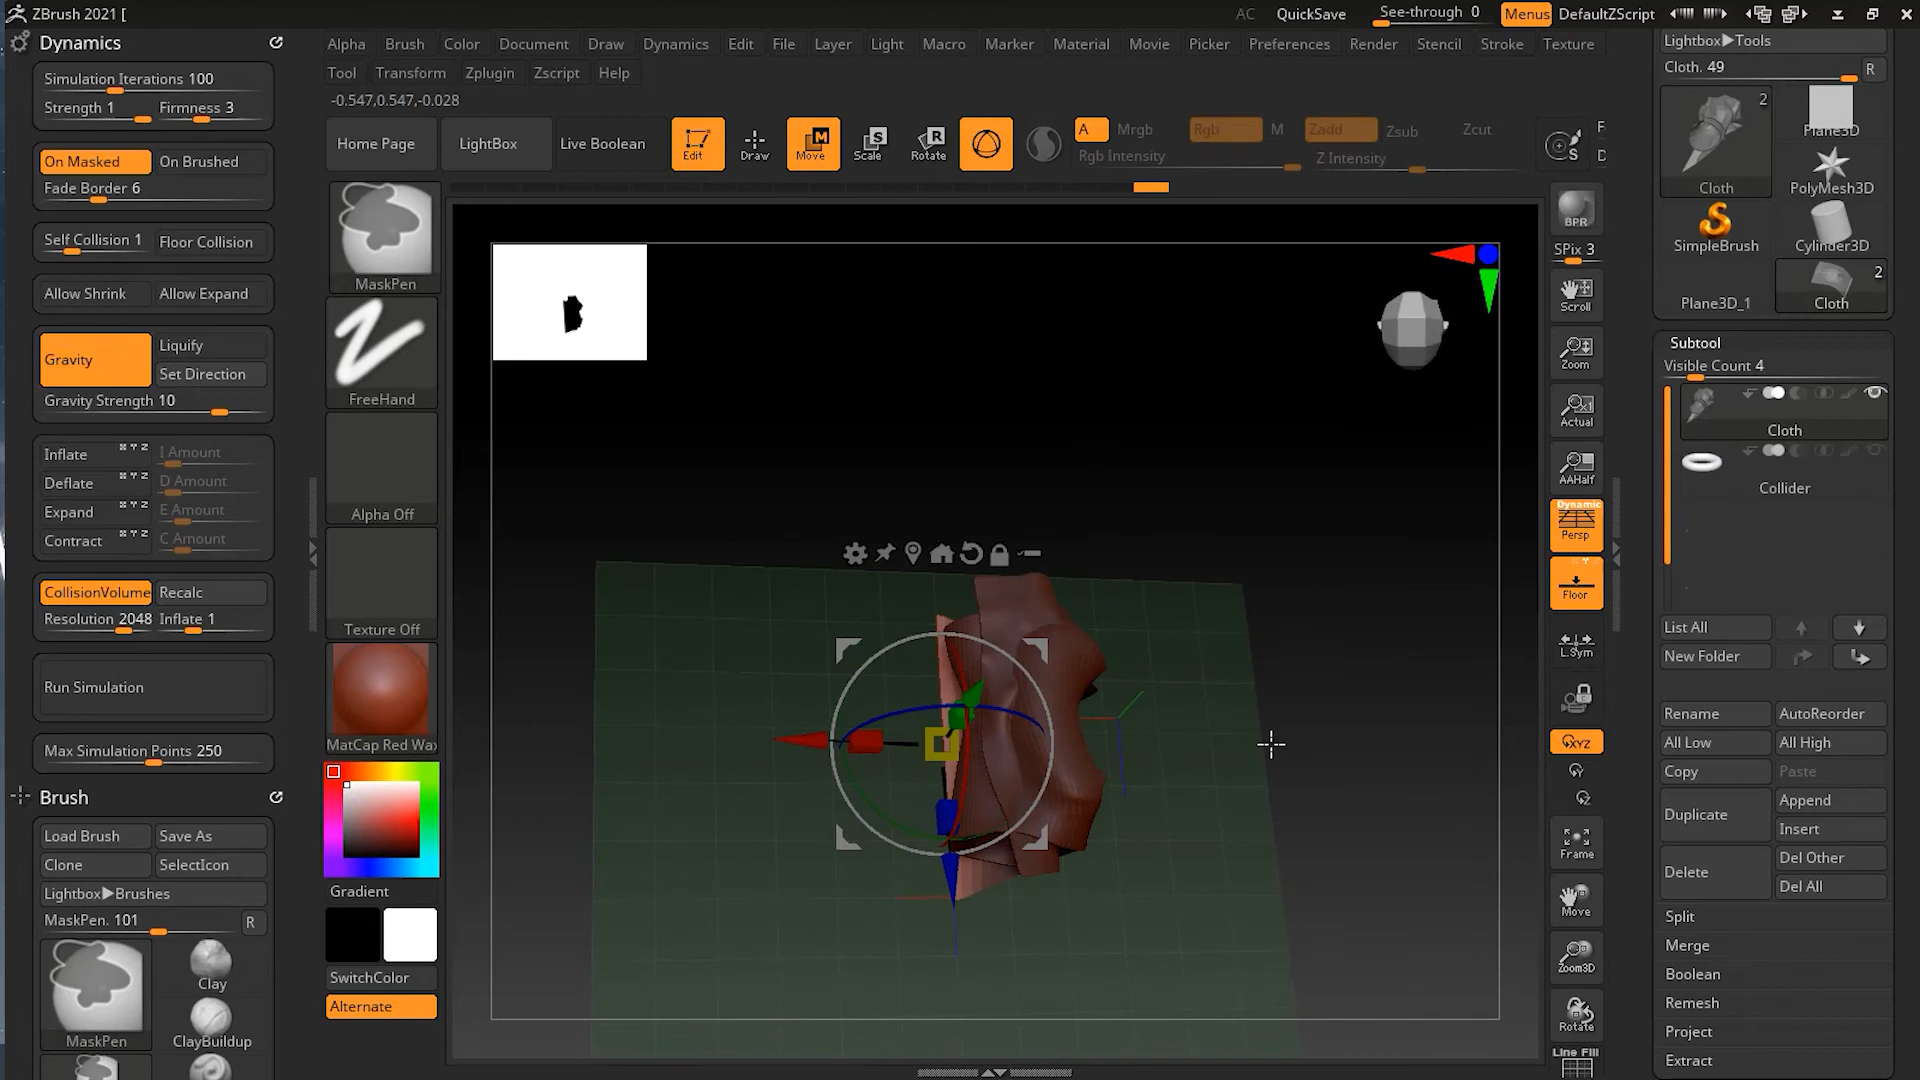 ZBrush 2021 [
AC QuickSave See-through 0 Menus DefaultZScript
Dynamics
Simulation Iterations 100
Strength 1 Firmness 3
On Masked On Brushed
Fade Border 6
Self Collision 1 Floor Collision
Allow Shrink Allow Expand
Gravity
Liquify
Set Direction
Gravity Strength 10
Inflate X Y Z I Amount
Deflate X Y Z D Amount
Expand X Y Z E Amount
Contract X Y Z C Amount
CollisionVolume Recalc
Resolution 2048 Inflate 1
Run Simulation
Max Simulation Points 250
Brush
Load Brush Save As
Clone SelectIcon
Lightbox▶Brushes
MaskPen. 101 R
MaskPen
Clay
ClayBuildup
Alpha Brush Color Document Draw Dynamics Edit File Layer Light Macro Marker Material Movie Picker Preferences Render Stencil Stroke Texture
Tool Transform Zplugin Zscript Help
-0.547,0.547,-0.028
Home Page LightBox Live Boolean Edit Draw Move Scale Rotate
A Mrgb Rgb M Zadd Zsub Zcut
Rgb Intensity Z Intensity
S
F
D
MaskPen
FreeHand
Alpha Off
Texture Off
MatCap Red Wax
Gradient
SwitchColor
Alternate
BPR
SPix 3
Scroll
Zoom
Actual
AAHalf
Dynamic
Persp
Floor
L.Sym
XYZ
Y
Z
Frame
Move
Zoom3D
Rotate
Line Fill
Lightbox▶Tools
Cloth. 49 R
2
Cloth
Plane3D
PolyMesh3D
SimpleBrush
Cylinder3D
Plane3D_1
2
Cloth
Subtool
Visible Count 4
Cloth
Collider
List All
New Folder
Rename AutoReorder
All Low All High
Copy Paste
Duplicate
Append
Insert
Delete
Del Other
Del All
Split
Merge
Boolean
Remesh
Project
Extract